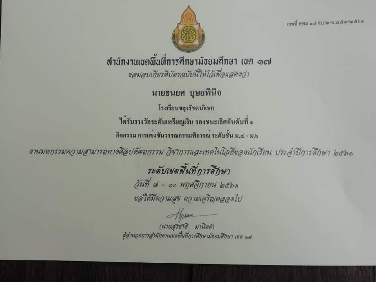 สำนักงานเขตพื้นที่การศึกษามัธยมศึกษา เขต ๑๗
ขอมอบเกียรติบัตรฉบับนี้ให้ไว้เพื่อแสดงว่า
นายธนยศ
โรงเรียน
ได้รับรางวัลระดับเหรียญเงิน รองชนะเลิศอันดับที่ ๑
กิจกรรม การแข่งขันวรรณกรรมพิจารณ์ ระดับชั้น ม.๔ - ม.๖
งานมหกรรมความสามารถทางศิลปหัตถกรรม วิชาการและเทคโนโลยีของนักเรียน ประจำปีการศึกษา ๒๕๖๑
ระดับเขตพื้นที่การศึกษา
วันที่ ๘ - ๑๐ พฤศจิกายน ๒๕๖๑
ขอให้มีความสุข ความเจริญตลอดไป
ผู้อำนวยการสำนักงานเขตพื้นที่การศึกษามัธยมศึกษา เขต ๑๗